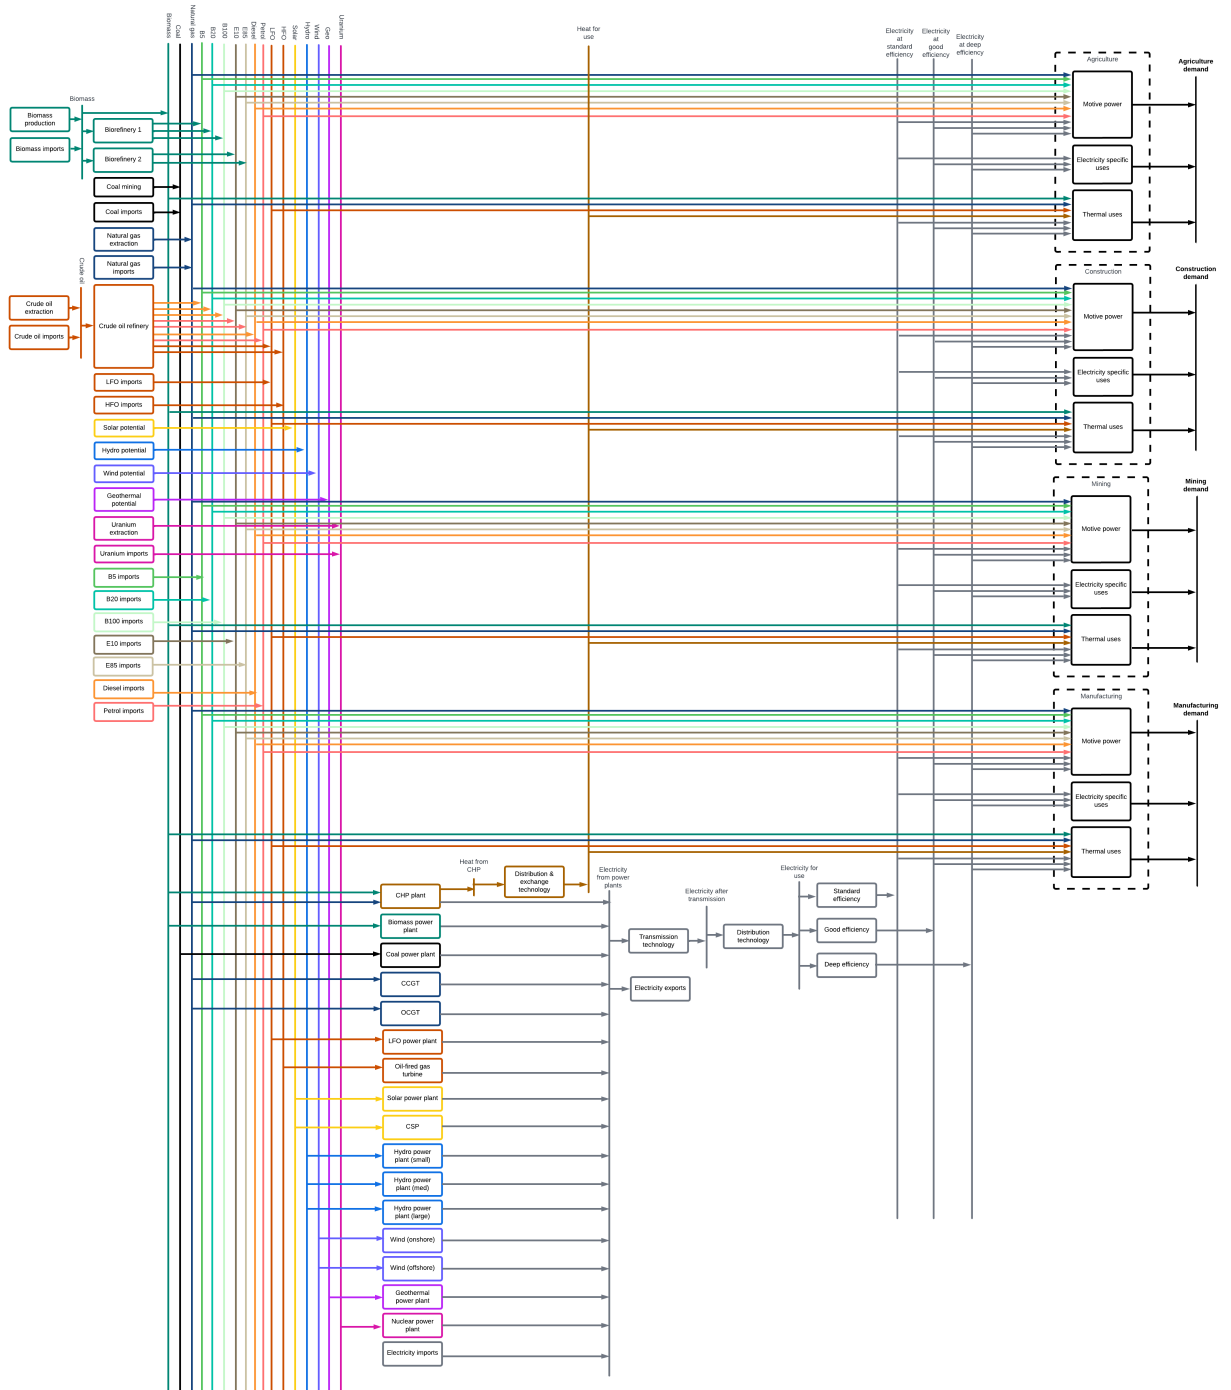 Biomass
Coal
Natural gas
B5
B20
B100
E10
E85
Diesel
Petrol
LFO
HFO
Solar
Hydro
Wind
Geo
Uranium
Heat for
use
Electricity
at
standard
efficiency
Electricity
at
good
efficiency
Electricity
at deep
efficiency
Agriculture
Motive power
Electricity specific
uses
Thermal uses
Agriculture
demand
Biomass
Biomass
production
Biomass imports
Biorefinery 1
Biorefinery 2
Coal mining
Coal imports
Natural gas
extraction
Natural gas
imports
Crude oil
Crude oil
extraction
Crude oil imports
Crude oil refinery
LFO imports
HFO imports
Solar potential
Hydro potential
Wind potential
Geothermal
potential
Uranium
extraction
Uranium imports
B5 imports
B20 imports
B100 imports
E10 imports
E85 imports
Diesel imports
Petrol imports
Construction
Motive power
Electricity specific
uses
Thermal uses
Construction
demand
Mining
Motive power
Electricity specific
uses
Thermal uses
Mining
demand
Manufacturing
Motive power
Electricity specific
uses
Thermal uses
Manufacturing
demand
CHP plant
Heat from
CHP
Distribution &
exchange
technology
Electricity
from power
plants
Transmission
technology
Electricity exports
Electricity after
transmission
Distribution
technology
Electricity for
use
Standard
efficiency
Good efficiency
Deep efficiency
Biomass power
plant
Coal power plant
CCGT
OCGT
LFO power plant
Oil-fired gas
turbine
Solar power plant
CSP
Hydro power
plant (small)
Hydro power
plant (med)
Hydro power
plant (large)
Wind (onshore)
Wind (offshore)
Geothermal
power plant
Nuclear power
plant
Electricity imports